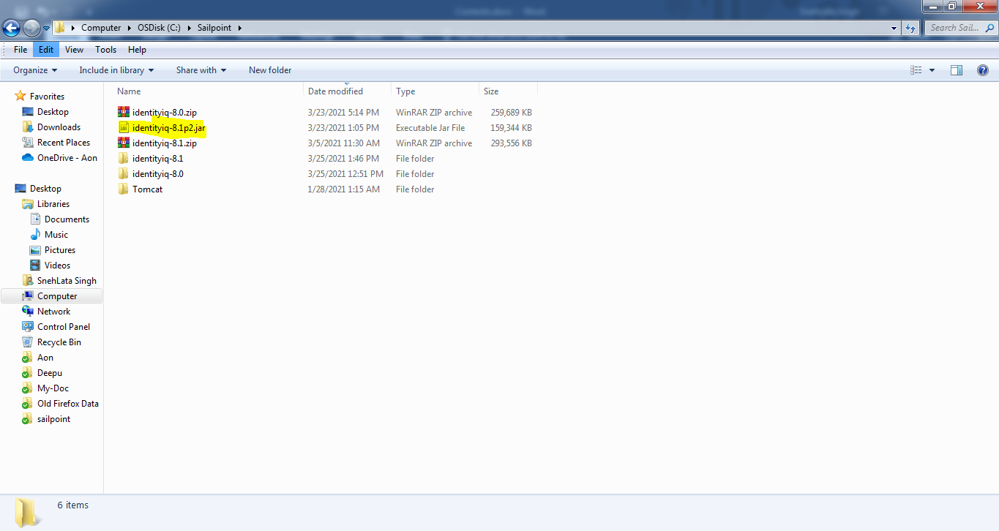 Computer OSDisk (C:) Sailpoint
Search Sail...
File Edit View Tools Help
Organize Include in library Share with New folder
Name Date modified Type Size
identityiq-8.0.zip 3/23/2021 5:14 PM WinRAR ZIP archive 259,689 KB
identityiq-8.1p2.jar 3/23/2021 1:05 PM Executable Jar File 159,344 KB
identityiq-8.1.zip 3/5/2021 11:30 AM WinRAR ZIP archive 293,556 KB
identityiq-8.1 3/25/2021 1:46 PM File folder
identityiq-8.0 3/25/2021 12:51 PM File folder
Tomcat 1/28/2021 1:15 AM File folder
Favorites
Desktop
Downloads
Recent Places
OneDrive - Aon
Desktop
Libraries
Documents
Music
Pictures
Videos
SnehLata Singh
Computer
Network
Control Panel
Recycle Bin
Aon
Deepu
My-Doc
Old Firefox Data
sailpoint
6 items